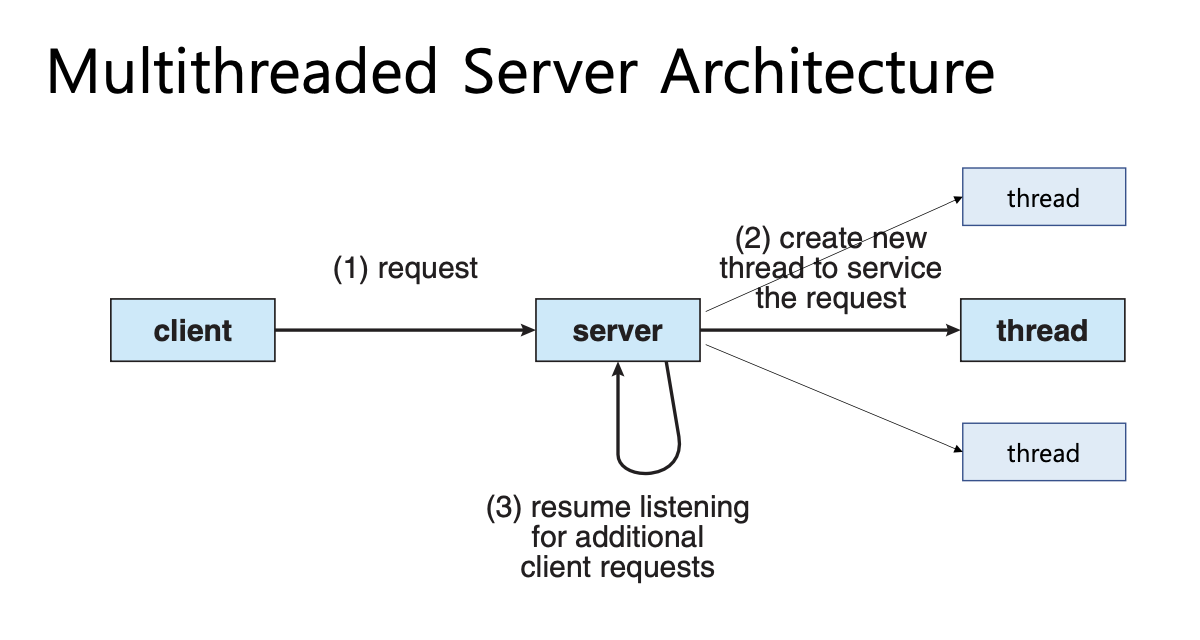 Multithreaded Server Architecture
thread
(1) request
(2) create new
thread to service
the request
client
server
thread
thread
(3) resume listening
for additional
client requests